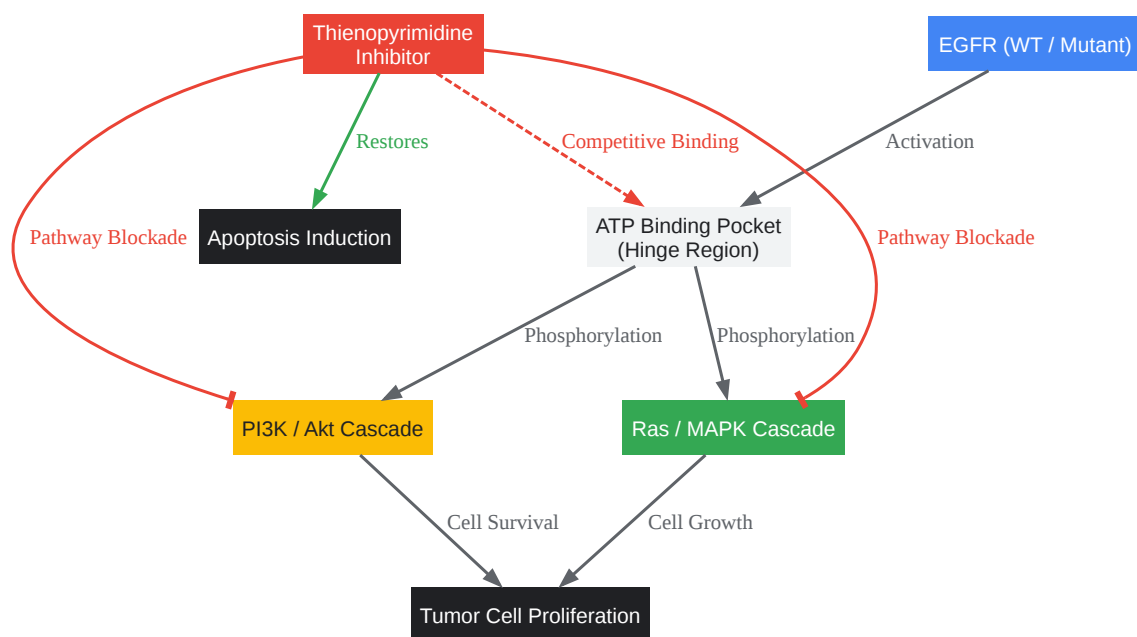 Thienopyrimidine
Inhibitor
EGFR (WT / Mutant)
Restores
Competitive Binding
Activation
Pathway Blockade
Apoptosis Induction
ATP Binding Pocket
(Hinge Region)
Pathway Blockade
Phosphorylation
Phosphorylation
PI3K / Akt Cascade
Ras / MAPK Cascade
Cell Survival
Cell Growth
Tumor Cell Proliferation